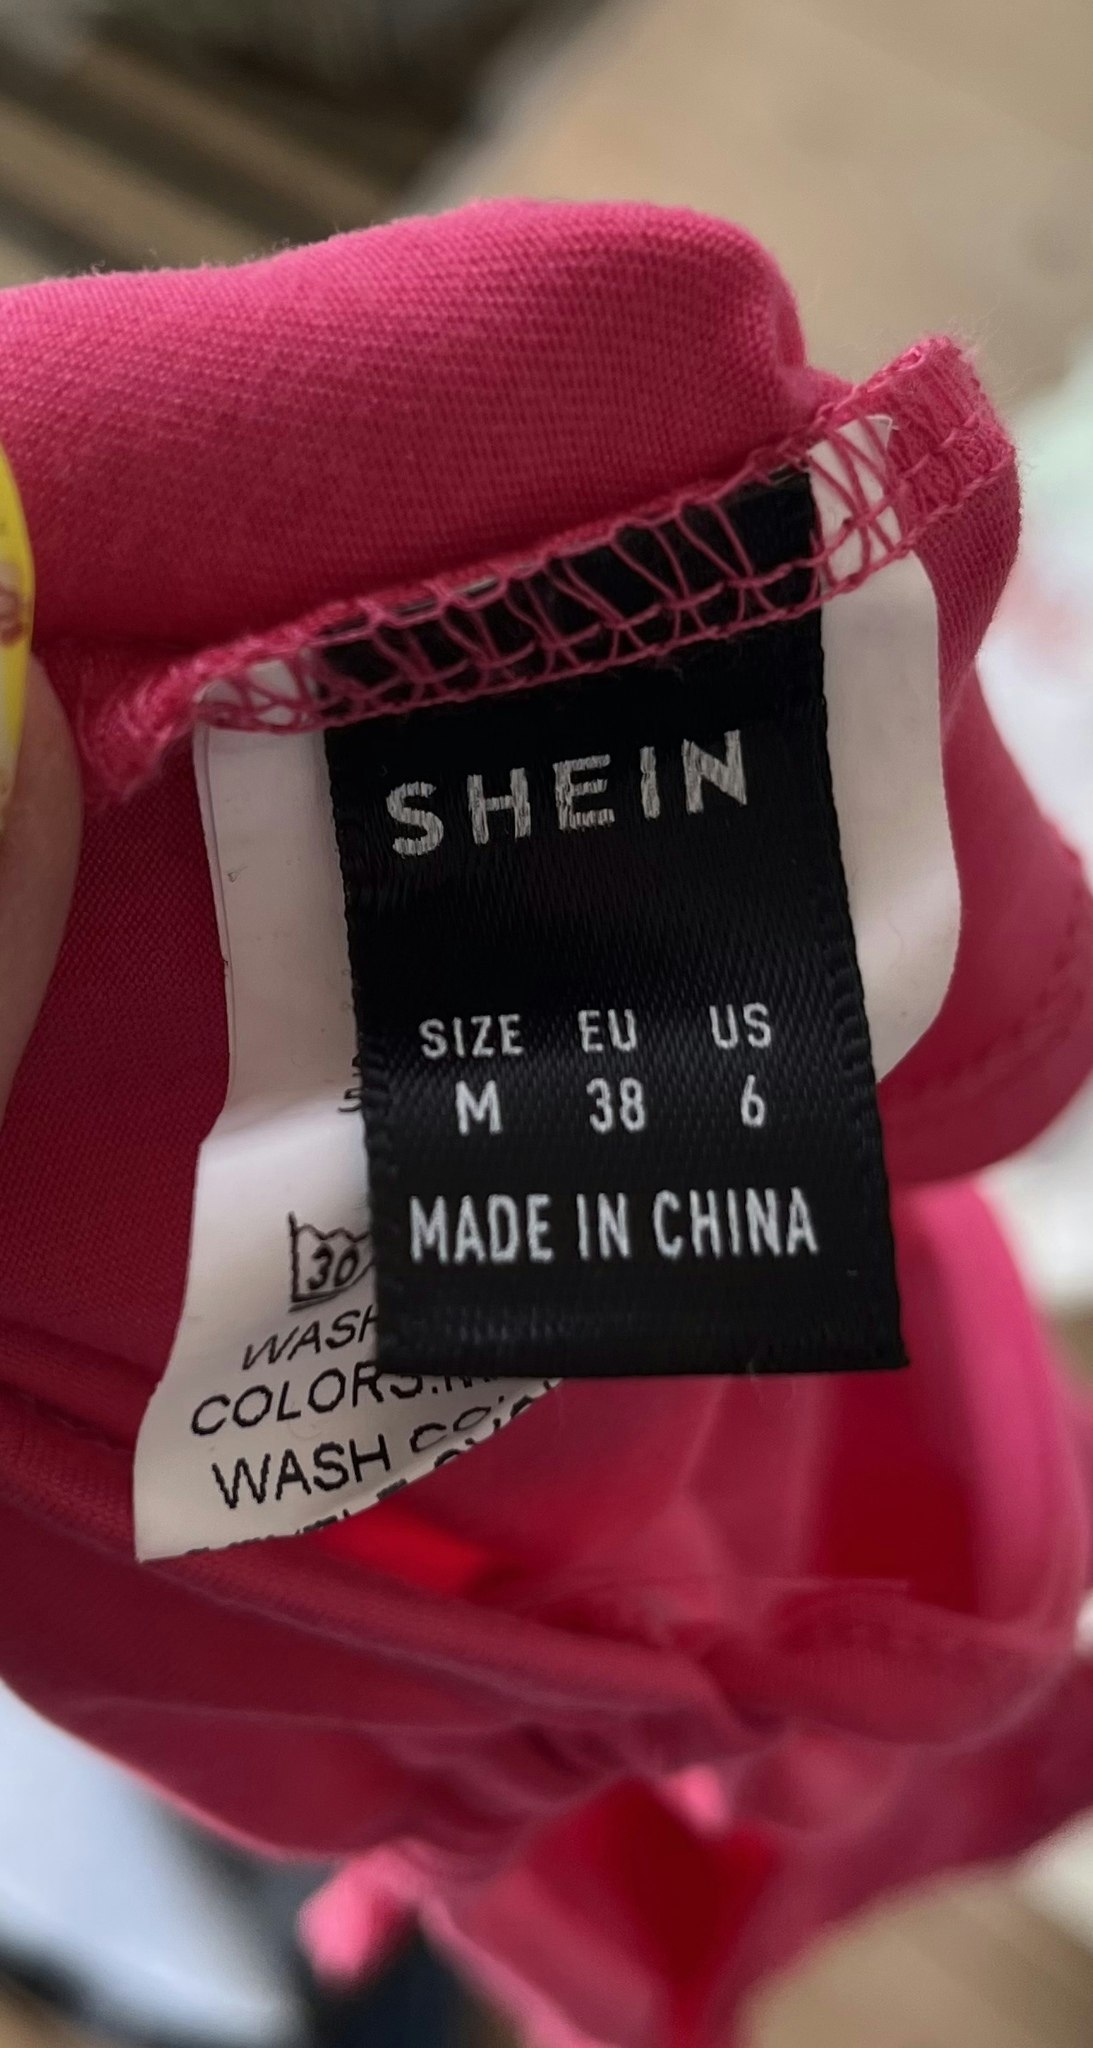 SHEIN
SIZE EU US
M 38 6
MADE IN CHINA
30
WASH
COLORS.
WASH